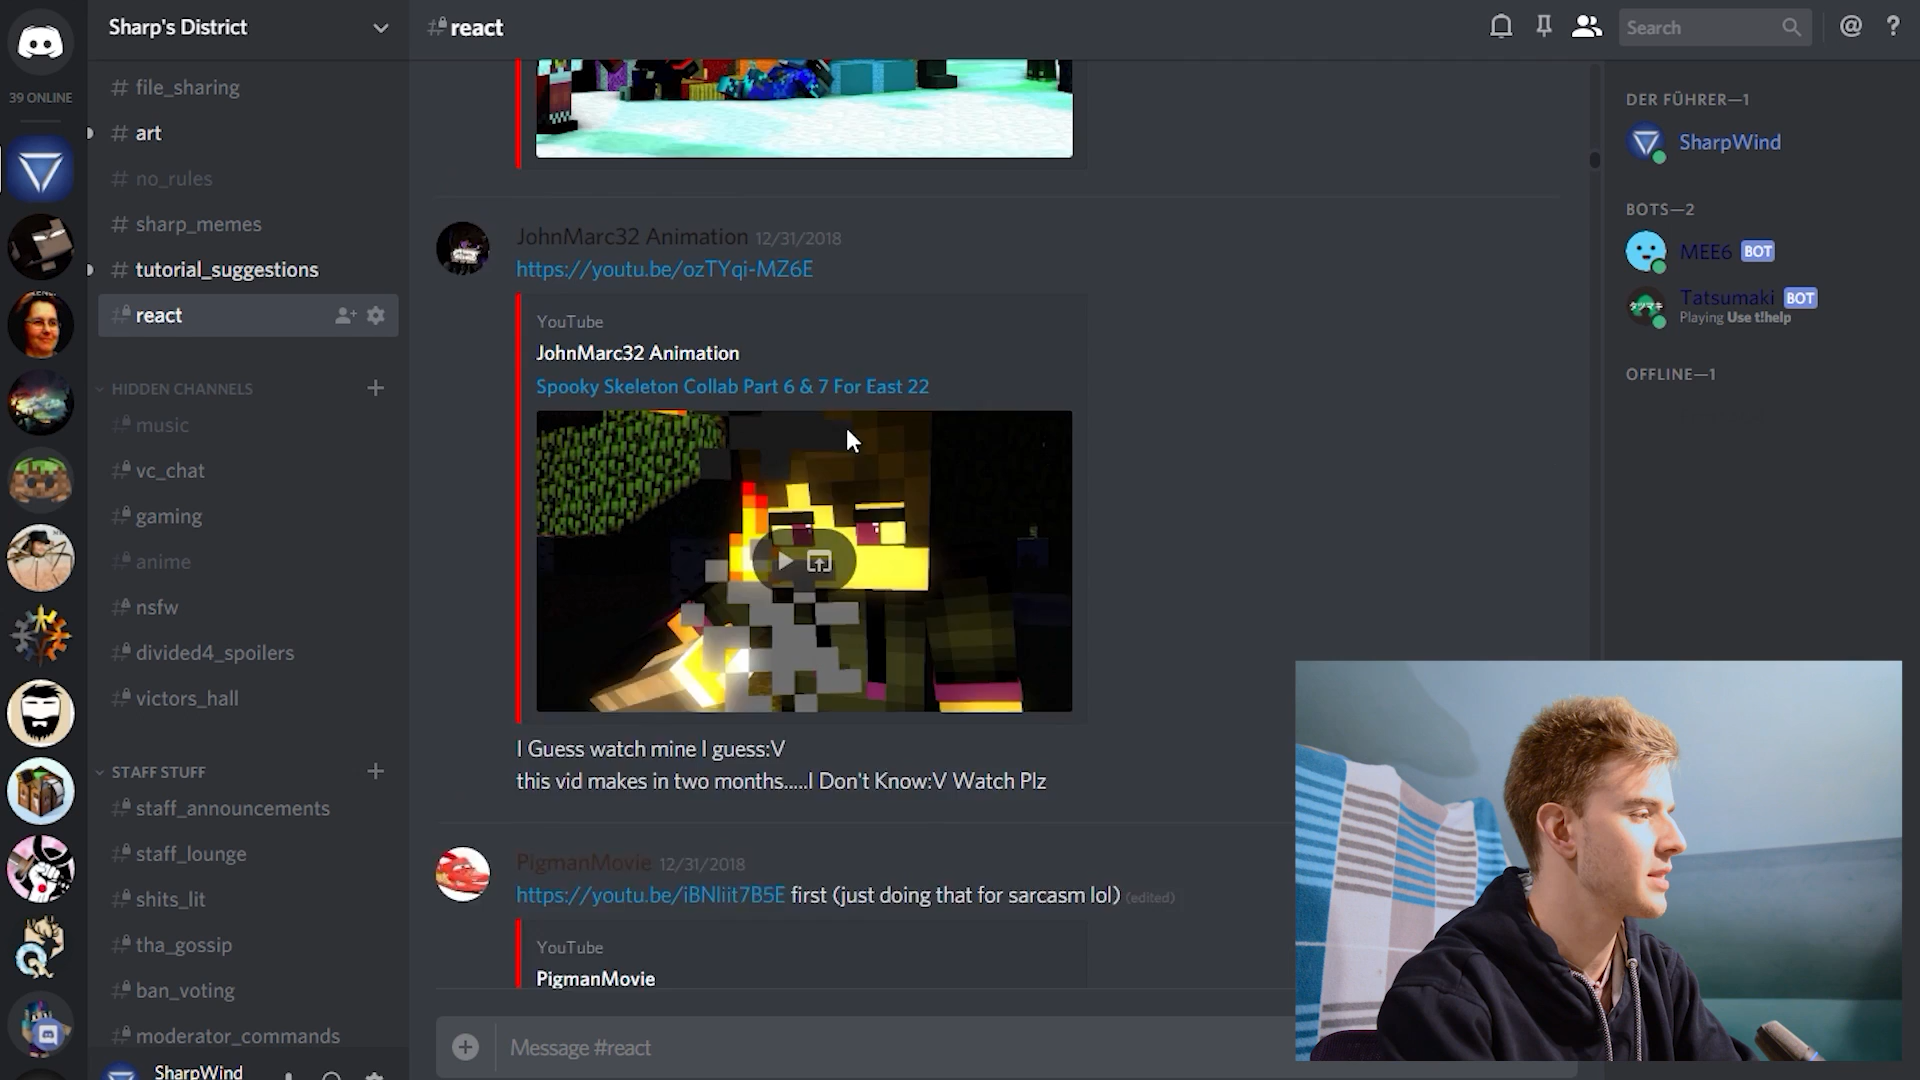 39 ONLINE
Sharp's District
file_sharing
art
no_rules
sharp_memes
tutorial_suggestions
react
HIDDEN CHANNELS
music
vc_chat
gaming
anime
nsfw
divided4_spoilers
victors_hall
STAFF STUFF
staff_announcements
staff_lounge
shits_lit
tha_gossip
ban_voting
moderator_commands
SharpWind
react
Search
JohnMarc32 Animation 12/31/2018
https://youtu.be/ozTYqi-MZ6E
YouTube
JohnMarc32 Animation
Spooky Skeleton Collab Part 6 & 7 For East 22
I Guess watch mine I guess:V
this vid makes in two months.....I Don't Know:V Watch Plz
PigmanMovie 12/31/2018
https://youtu.be/iBNliit7B5E first (just doing that for sarcasm lol) (edited)
YouTube
PigmanMovie
Message #react
DER FÜHRER—1
SharpWind
BOTS—2
MEE6 BOT
Tatsumaki BOT
Playing Use t!help
OFFLINE—1